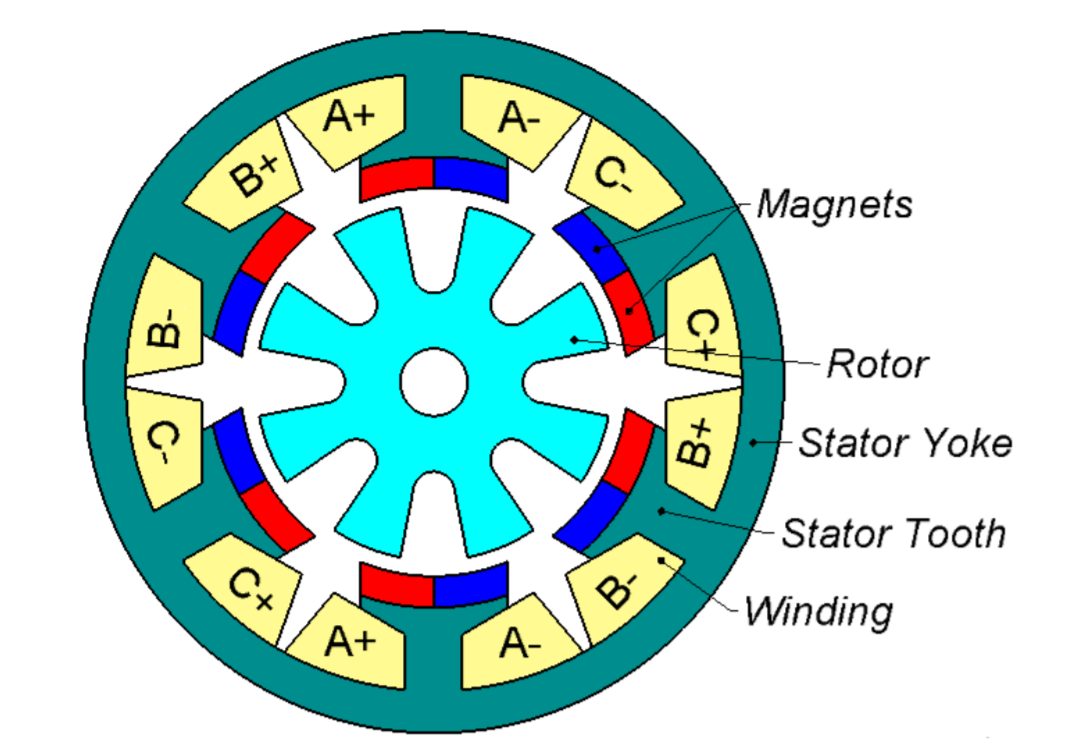 A+
A-
B+
C-
Magnets
B-
C+
Rotor
C-
B+
Stator Yoke
Stator Tooth
C+
B-
Winding
A+
A-